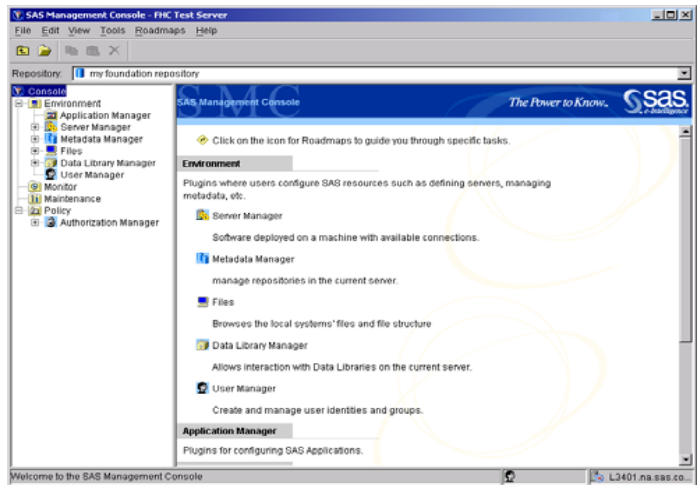 SAS Management Console - FHC Test Server
File Edit View Tools Roadmaps Help
Repository: my foundation repository
Console
Environment
Application Manager
Server Manager
Metadata Manager
Files
Data Library Manager
User Manager
Monitor
Maintenance
Policy
Authorization Manager
SMC
SAS Management Console
The Power to Know.
sas
e-Intelligence
Click on the icon for Roadmaps to guide you through specific tasks.
Environment
Plugins where users configure SAS resources such as defining servers, managing
metadata, etc.
Server Manager
Software deployed on a machine with available connections.
Metadata Manager
manage repositories in the current server.
Files
Browses the local systems' files and file structure
Data Library Manager
Allows interaction with Data Libraries on the current server.
User Manager
Create and manage user identities and groups.
Application Manager
Plugins for configuring SAS Applications.
Welcome to the SAS Management Console
L3401.na.sas.co...